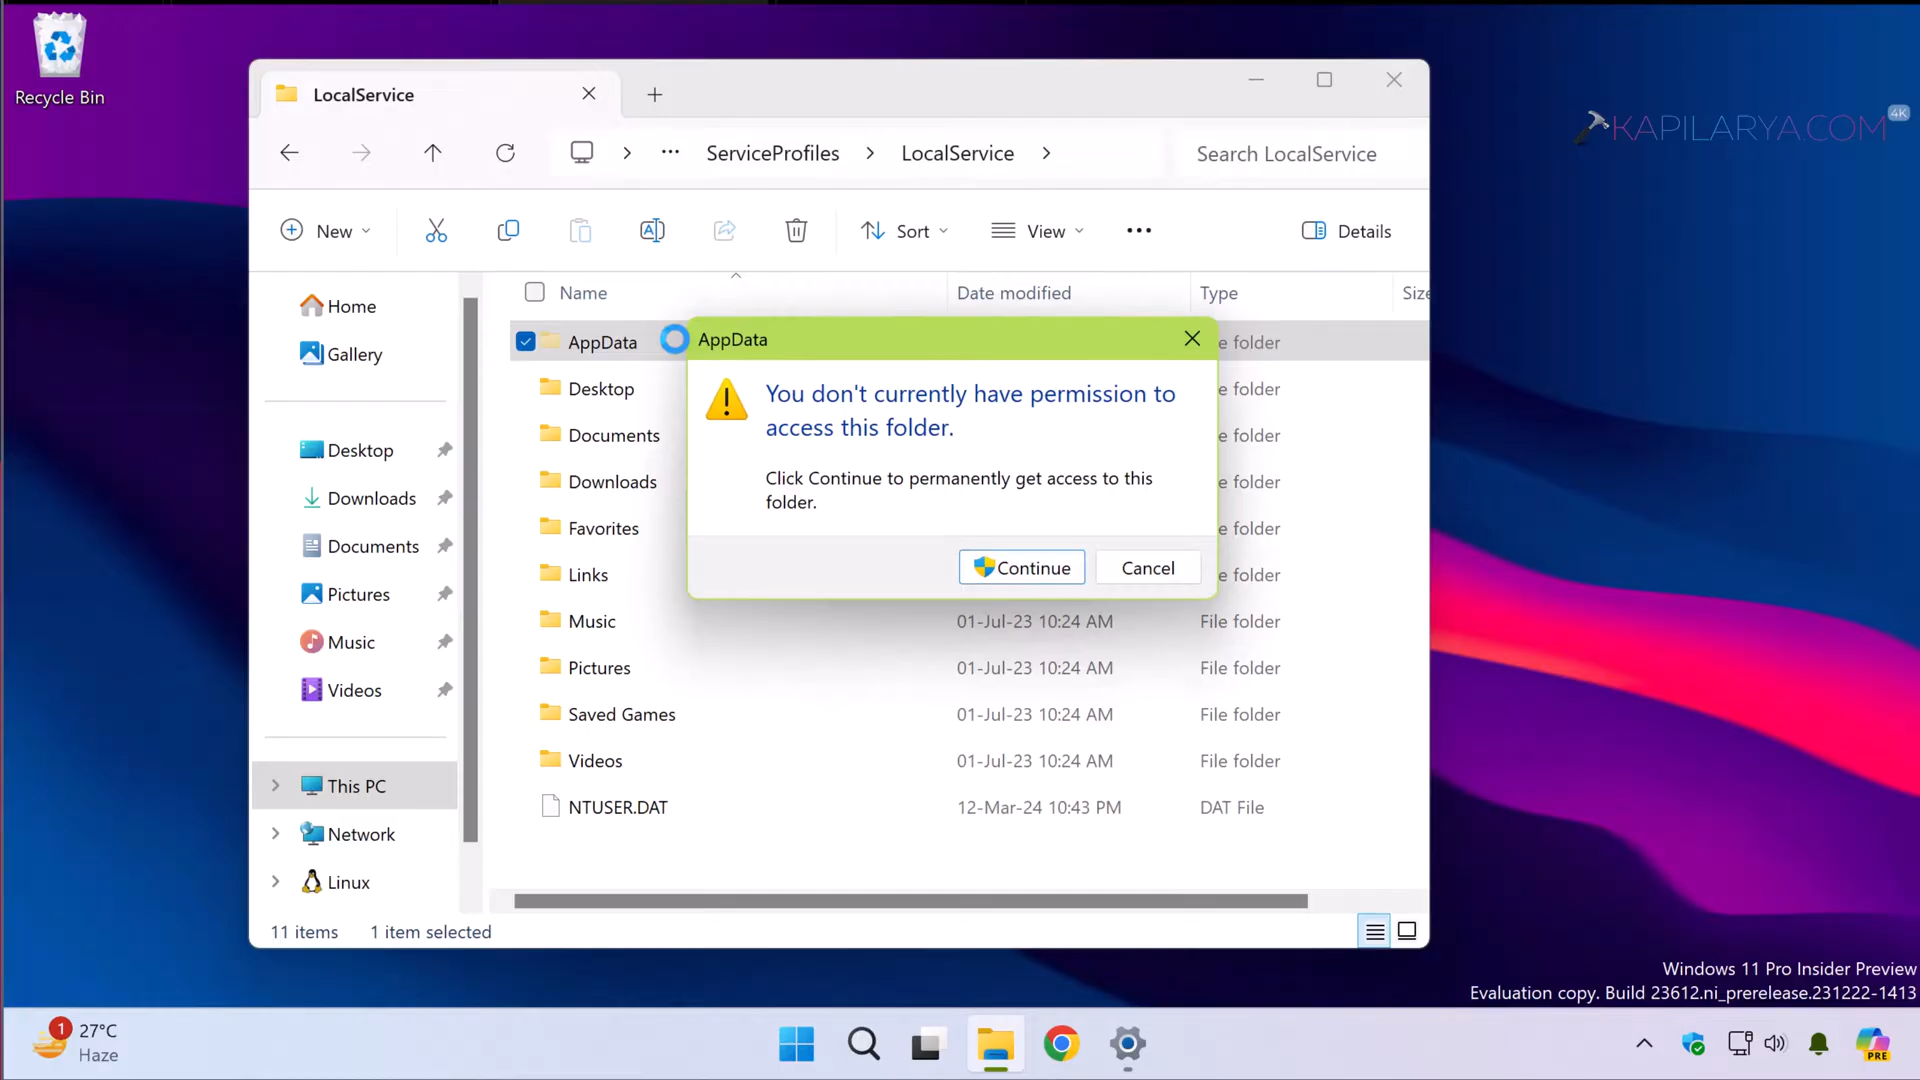 Recycle Bin
LocalService
KAPILARYA.COM
4K
ServiceProfiles
LocalService
Search LocalService
New
Sort
View
Details
Name
Date modified
Type
Size
Home
Gallery
Desktop
Downloads
Documents
Pictures
Music
Videos
This PC
Network
Linux
AppData
e folder
Desktop
e folder
Documents
e folder
Downloads
e folder
Favorites
e folder
Links
e folder
Music
01-Jul-23 10:24 AM
File folder
Pictures
01-Jul-23 10:24 AM
File folder
Saved Games
01-Jul-23 10:24 AM
File folder
Videos
01-Jul-23 10:24 AM
File folder
NTUSER.DAT
12-Mar-24 10:43 PM
DAT File
AppData
You don't currently have permission to
access this folder.
Click Continue to permanently get access to this
folder.
Continue
Cancel
11 items
1 item selected
Windows 11 Pro Insider Preview
Evaluation copy. Build 23612.ni_prerelease.231222-1413
1
27°C
Haze
PRE